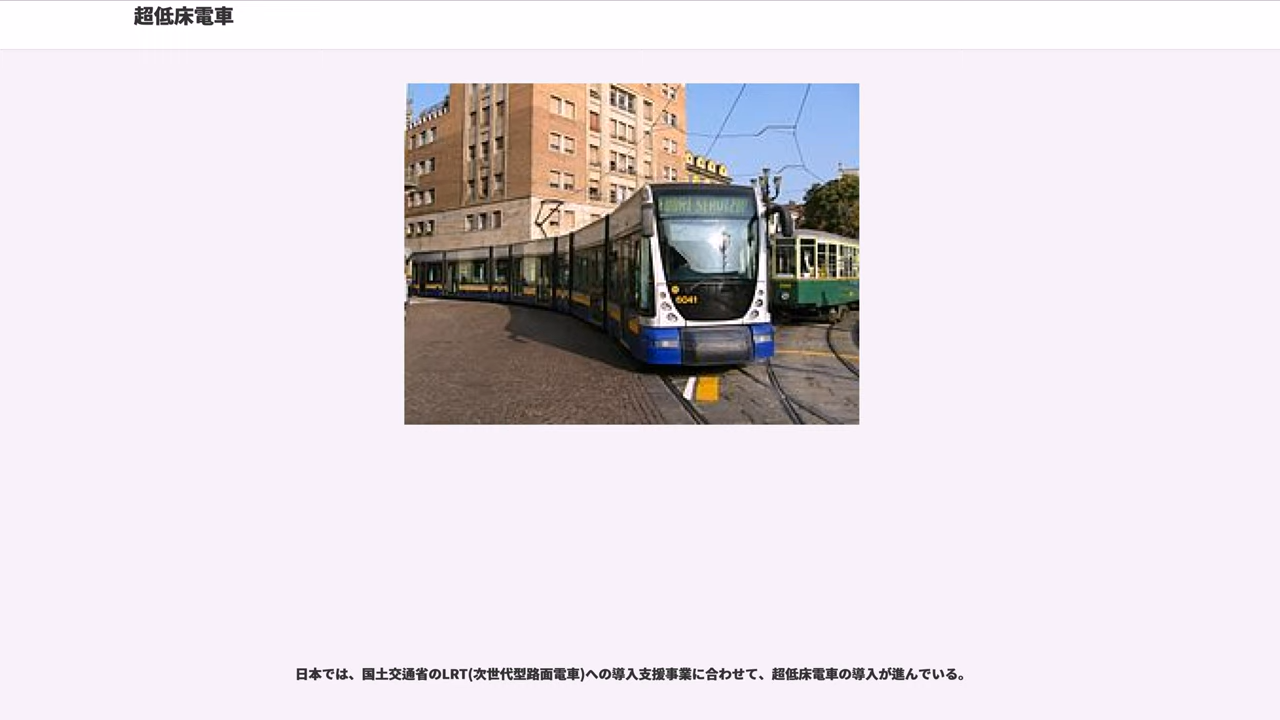 超低床電車
6041
日本では、国土交通省のLRT(次世代型路面電車)への導入支援事業に合わせて、超低床電車の導入が進んでいる。